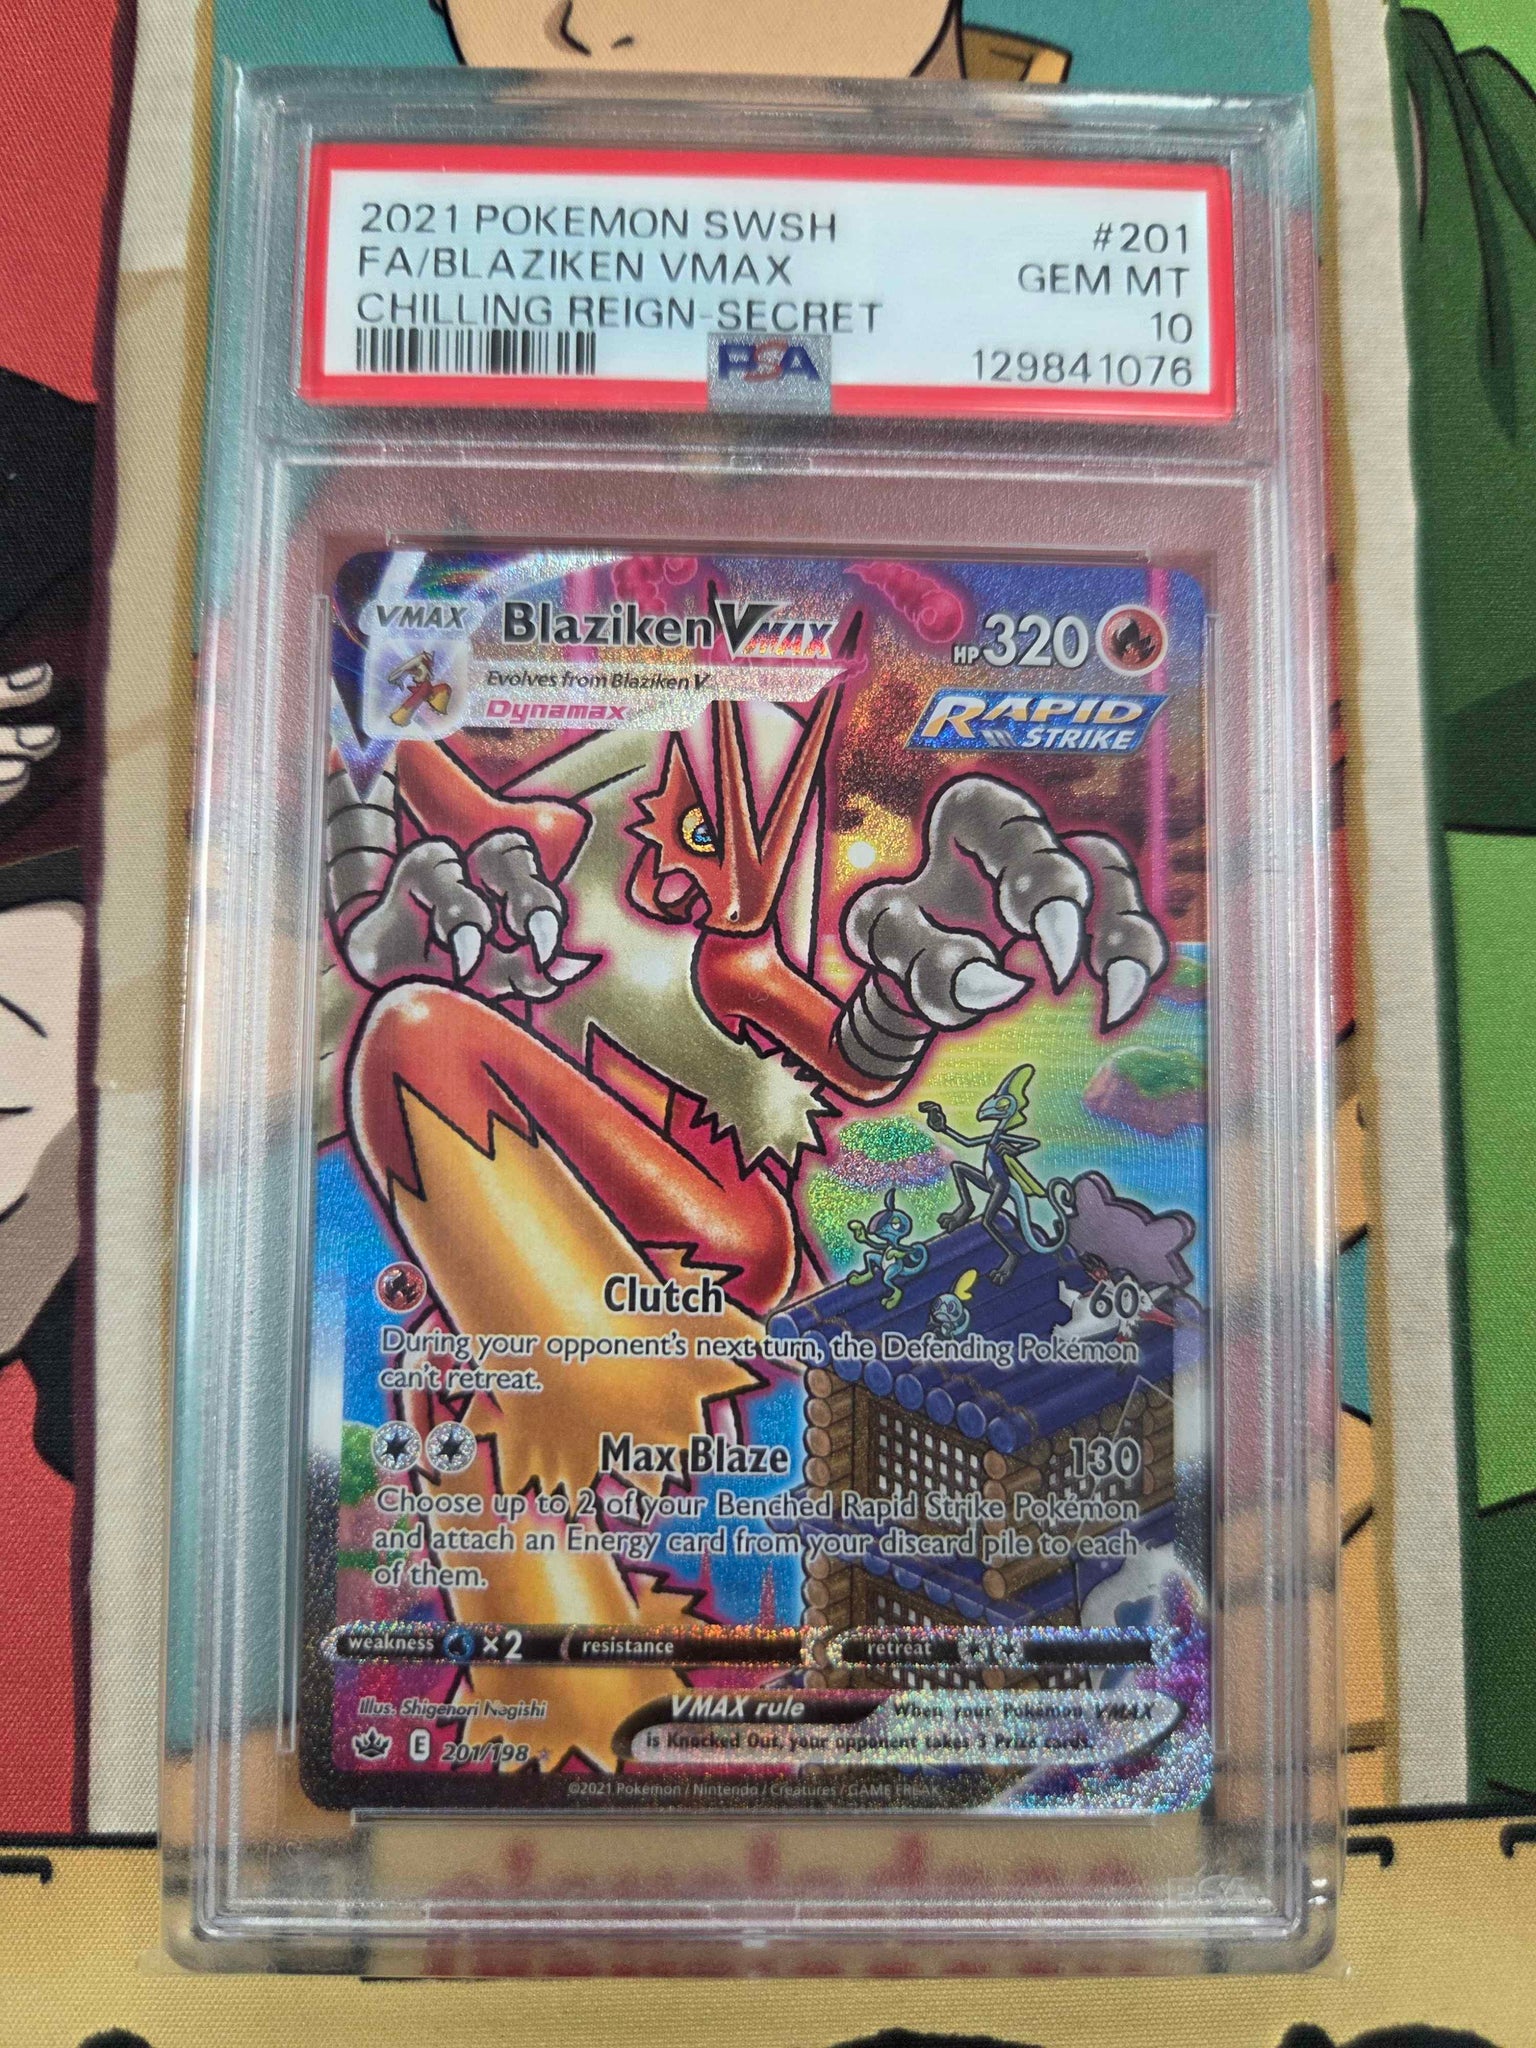 2021 POKEMON SWSH #201
FA/BLAZIKEN VMAX GEM MT
CHILLING REIGN-SECRET 10
PSA 129841076
VMAX Blaziken VMAX HP 320
Evolves from Blaziken V
Dynamax
RAPID
STRIKE
Clutch 60
During your opponent's next turn, the Defending Pokémon
can't retreat.
Max Blaze 130
Choose up to 2 of your Benched Rapid Strike Pokémon
and attach an Energy card from your discard pile to each
of them.
weakness ×2 resistance retreat
Illus. Shigenori Negishi
VMAX rule When your Pokémon VMAX
is Knocked Out, your opponent takes 3 Prize cards.
E 201/198
©2021 Pokémon / Nintendo / Creatures / GAME FREAK
PSA